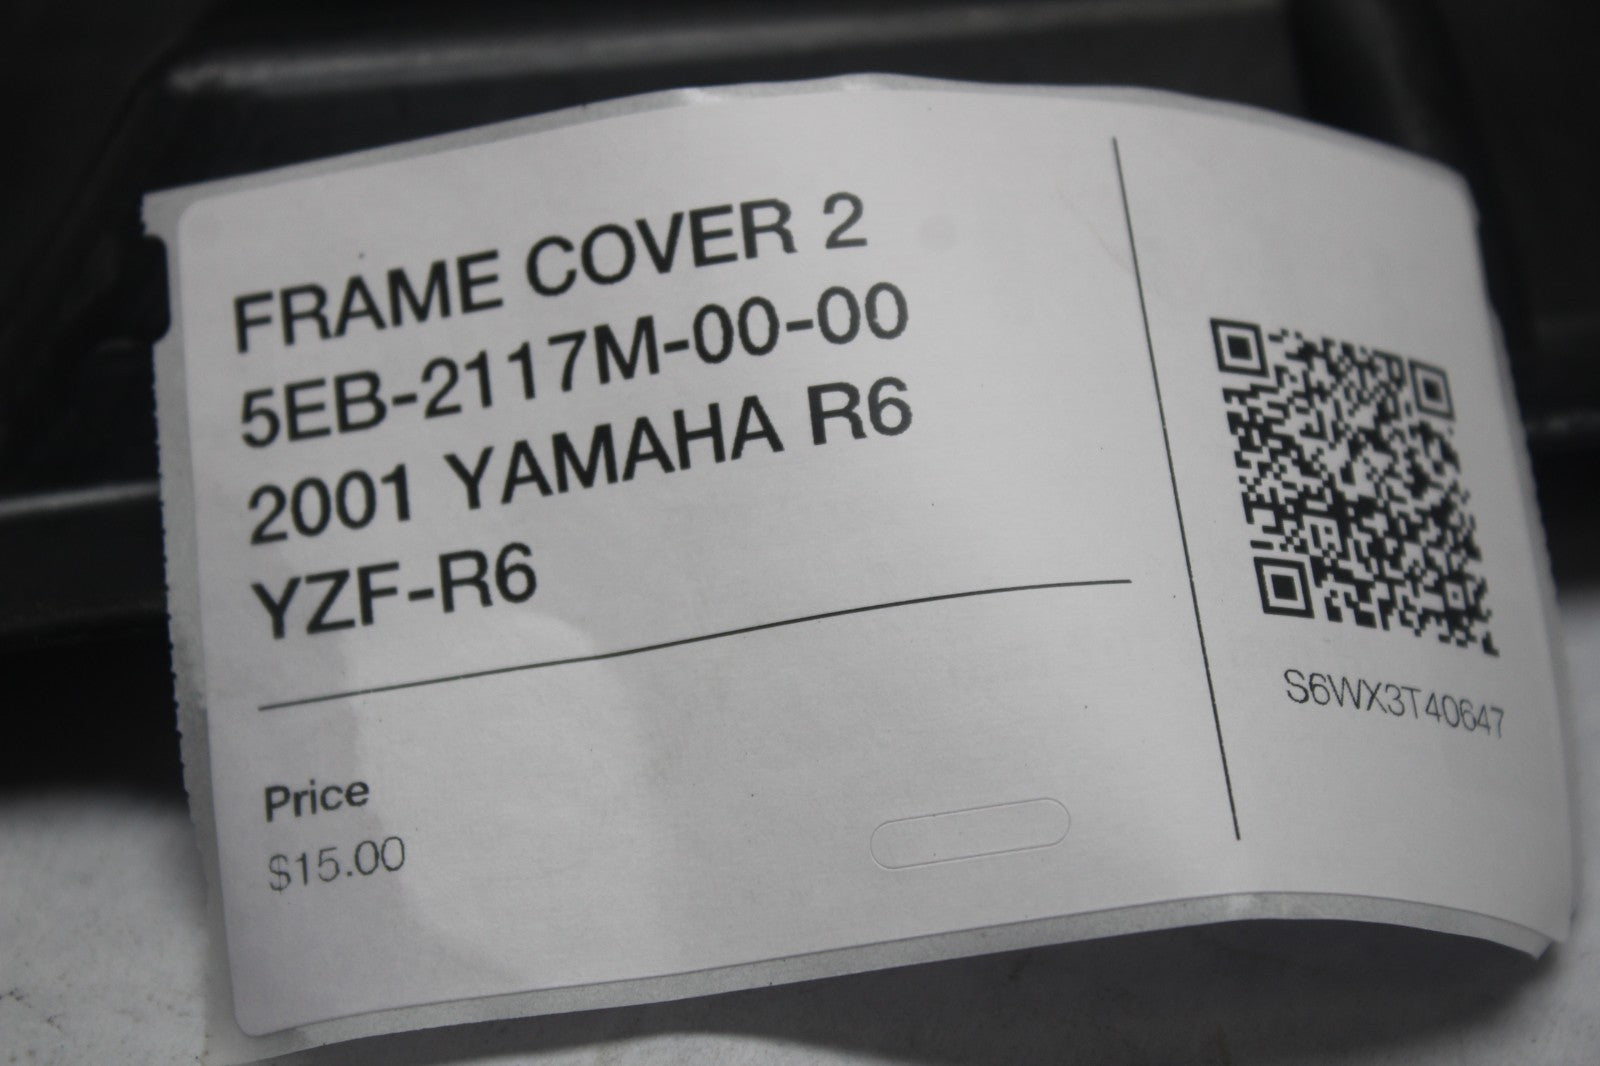 FRAME COVER 2
5EB-2117M-00-00
2001 YAMAHA R6
YZF-R6
Price
$15.00
S6WX3T40647